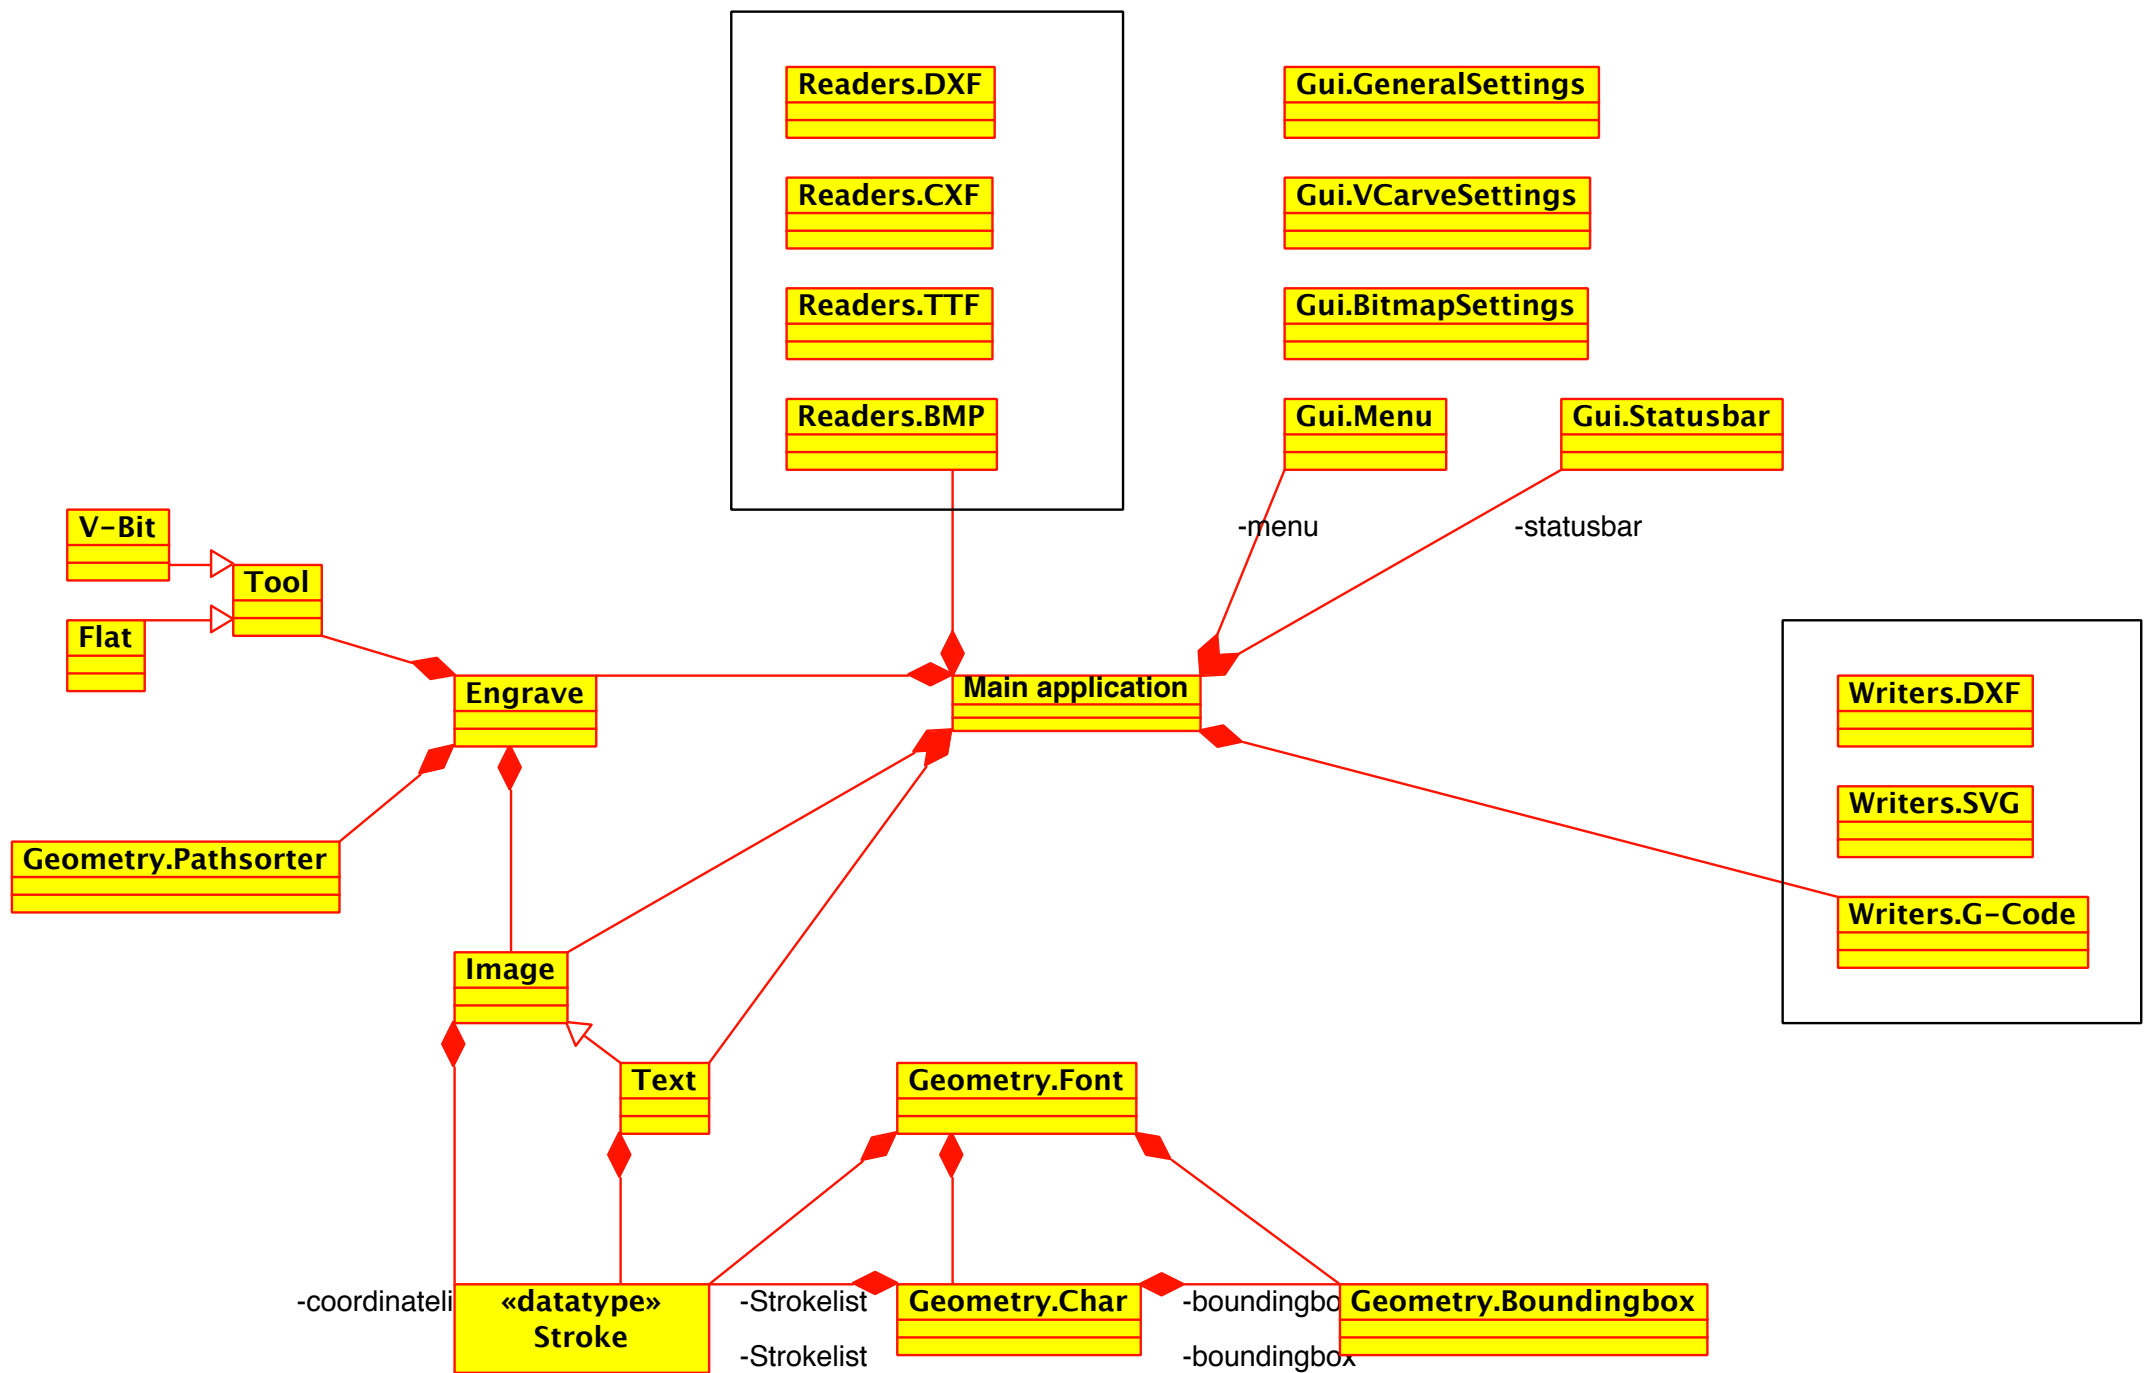 Readers.DXF
Gui.GeneralSettings
Readers.CXF
Gui.VCarveSettings
Readers.TTF
Gui.BitmapSettings
Readers.BMP
Gui.Menu
Gui.Statusbar
V-Bit
-menu
-statusbar
Tool
Flat
Engrave
Main application
Writers.DXF
Writers.SVG
Geometry.Pathsorter
Writers.G-Code
Image
Text
Geometry.Font
-coordinateli
«datatype»
Stroke
-Strokelist
Geometry.Char
-boundingbo
Geometry.Boundingbox
-Strokelist
-boundingbox